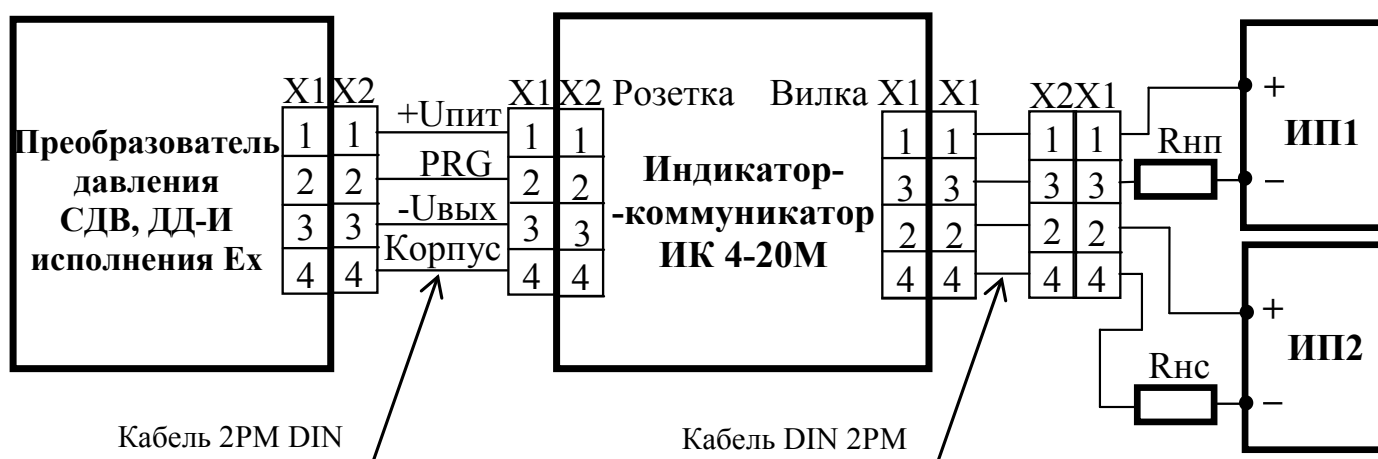 Преобразователь
давления
СДВ, ДД-И
исполнения Ex
X1 X2
1 1
2 2
3 3
4 4
+Uпит
PRG
-Uвых
Корпус
X1 X2 Розетка Вилка X1 X1
1 1
2 2
3 3
4 4
Индикатор-
-коммуникатор
ИК 4-20М
1 1
3 3
2 2
4 4
X2 X1
1 1
3 3
2 2
4 4
Rнп
+
ИП1
−
+
ИП2
Rнс
−
Кабель 2РМ DIN
Кабель DIN 2РМ